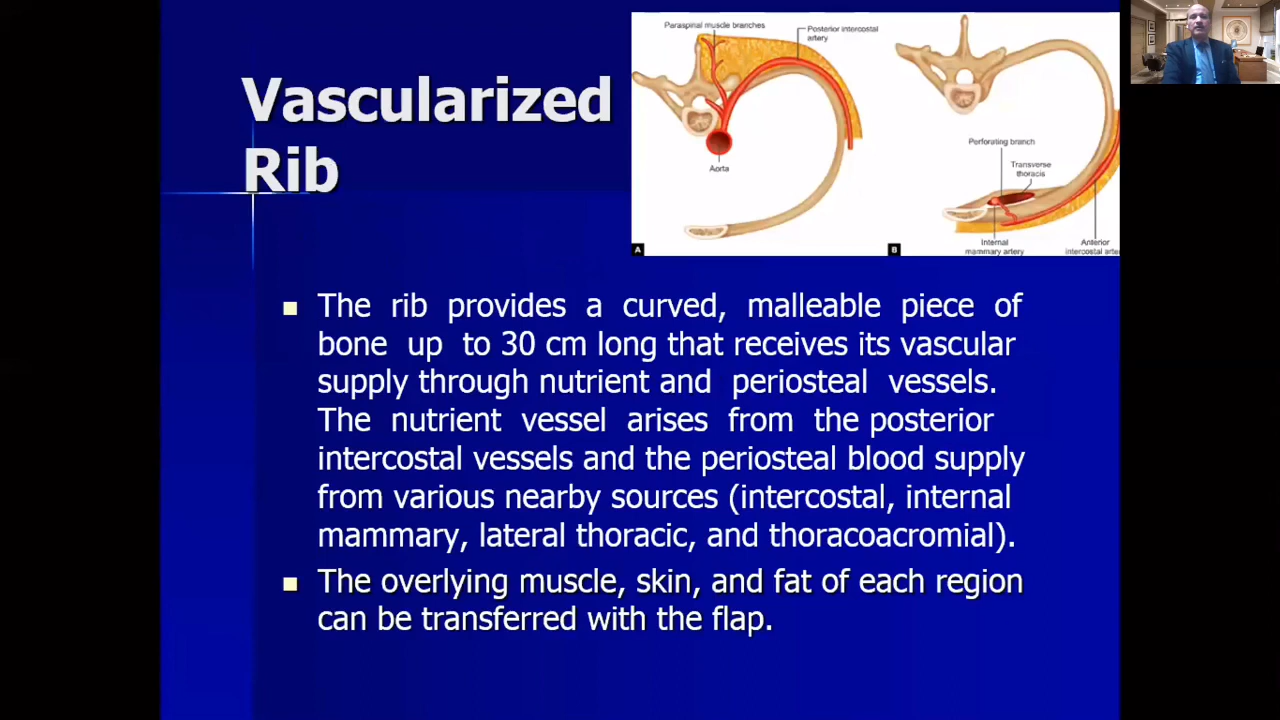 Vascularized
Rib
Paraspinal muscle branches
Posterior intercostal
artery
Aorta
A
Perforating branch
Transverse
thoracis
Internal
mammary artery
Anterior
intercostal arte
B
The rib provides a curved, malleable piece of
bone up to 30 cm long that receives its vascular
supply through nutrient and periosteal vessels.
The nutrient vessel arises from the posterior
intercostal vessels and the periosteal blood supply
from various nearby sources (intercostal, internal
mammary, lateral thoracic, and thoracoacromial).
The overlying muscle, skin, and fat of each region
can be transferred with the flap.